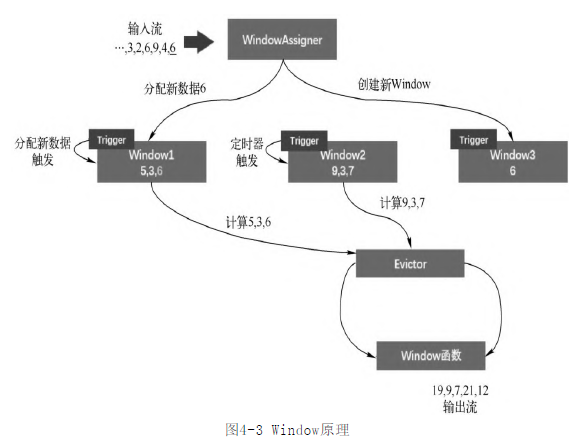 输入流
…,3,2,6,9,4,6
WindowAssigner
分配新数据6
创建新Window
分配新数据
触发
Trigger
Window1
5,3,6
定时器
触发
Trigger
Window2
9,3,7
Trigger
Window3
6
计算9,3,7
计算5,3,6
Evictor
Window函数
19,9,7,21,12
输出流
图4-3 Window原理